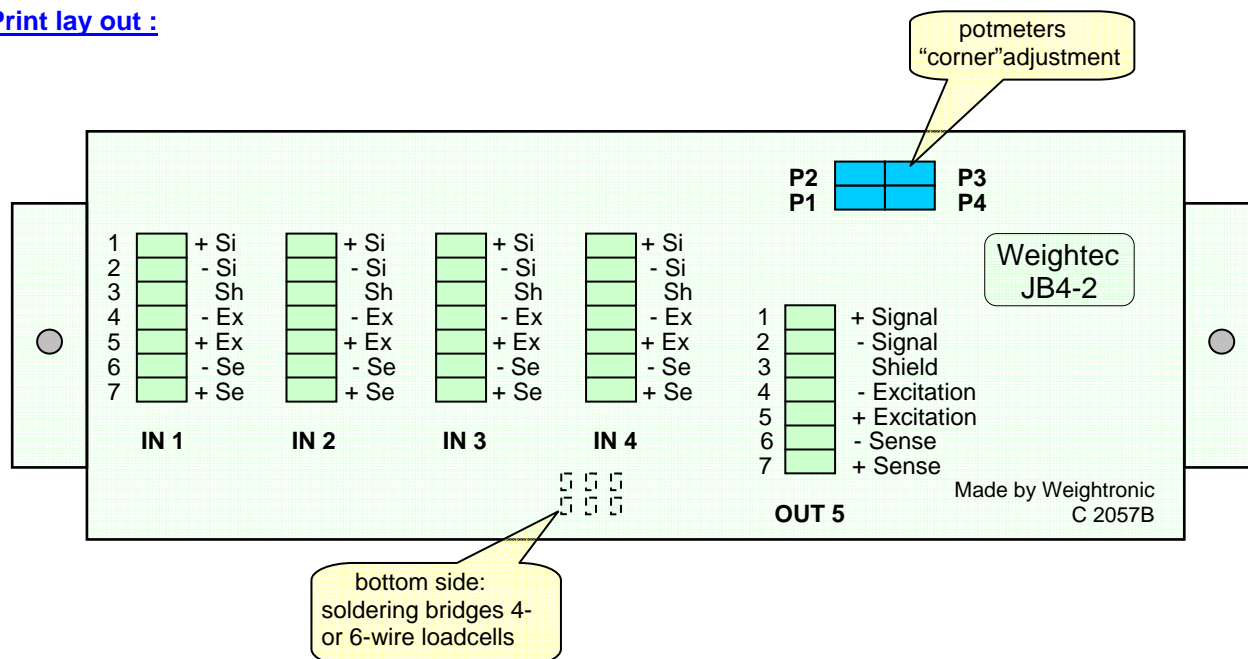 Print lay out :
potmeters
“corner”adjustment
P2 P3
P1 P4
Weightec
JB4-2
1 + Si + Si + Si + Si
2 - Si - Si - Si - Si
3 Sh Sh Sh Sh
4 - Ex - Ex - Ex - Ex
5 + Ex + Ex + Ex + Ex
6 - Se - Se - Se - Se
7 + Se + Se + Se + Se
IN 1 IN 2 IN 3 IN 4
1 + Signal
2 - Signal
3 Shield
4 - Excitation
5 + Excitation
6 - Sense
7 + Sense
OUT 5
Made by Weightronic
C 2057B
bottom side:
soldering bridges 4-
or 6-wire loadcells